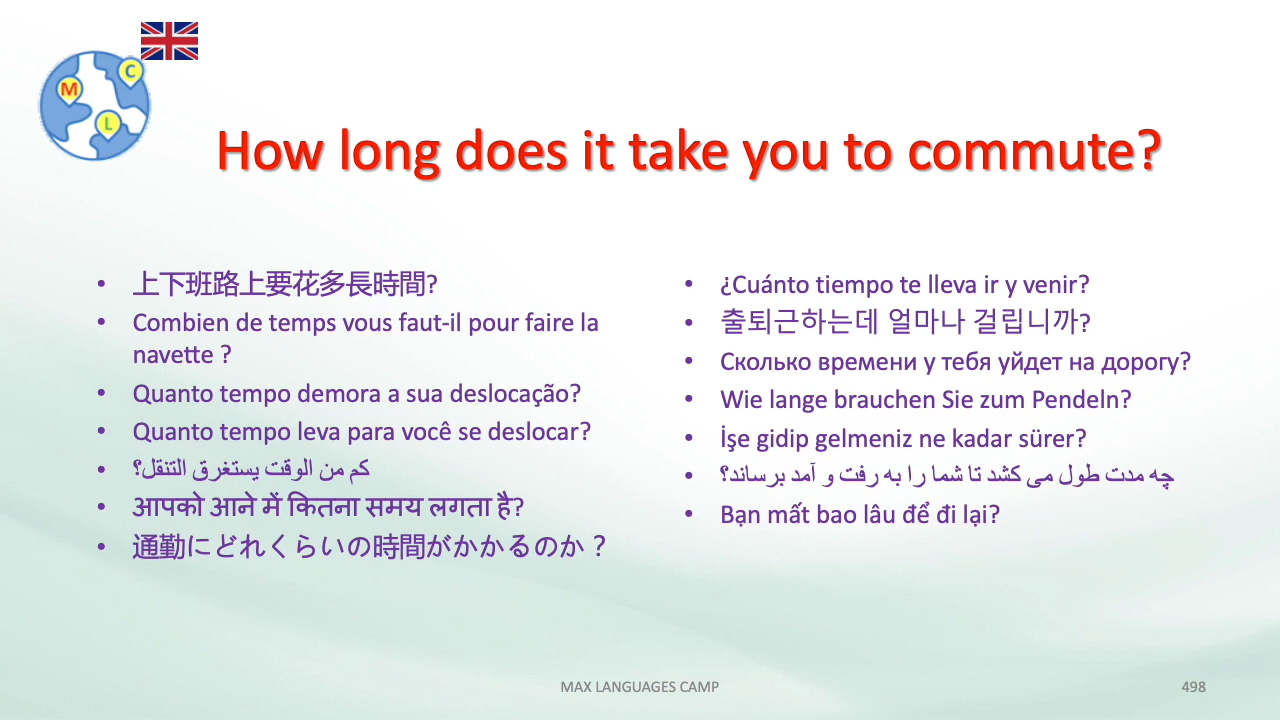 C
M
L
How long does it take you to commute?
• 上下班路上要花多長時間?
• Combien de temps vous faut-il pour faire la
navette ?
• Quanto tempo demora a sua deslocação?
• Quanto tempo leva para você se deslocar?
• كم من الوقت يستغرق التنقل؟
• आपको आने में कितना समय लगता है?
• 通勤にどれくらいの時間がかかるのか？
• ¿Cuánto tiempo te lleva ir y venir?
• 출퇴근하는데 얼마나 걸립니까?
• Сколько времени у тебя уйдет на дорогу?
• Wie lange brauchen Sie zum Pendeln?
• İşe gidip gelmeniz ne kadar sürer?
• چه مدت طول می کشد تا شما را به رفت و آمد برساند؟
• Bạn mất bao lâu để đi lại?
MAX LANGUAGES CAMP
498